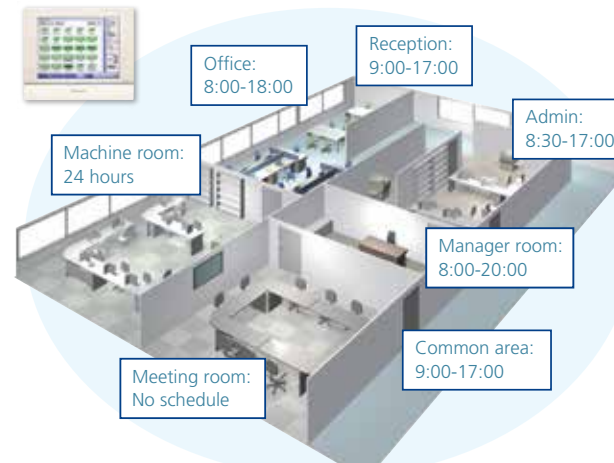 Office:
8:00-18:00
Reception:
9:00-17:00
Admin:
8:30-17:00
Machine room:
24 hours
Manager room:
8:00-20:00
Common area:
9:00-17:00
Meeting room:
No schedule